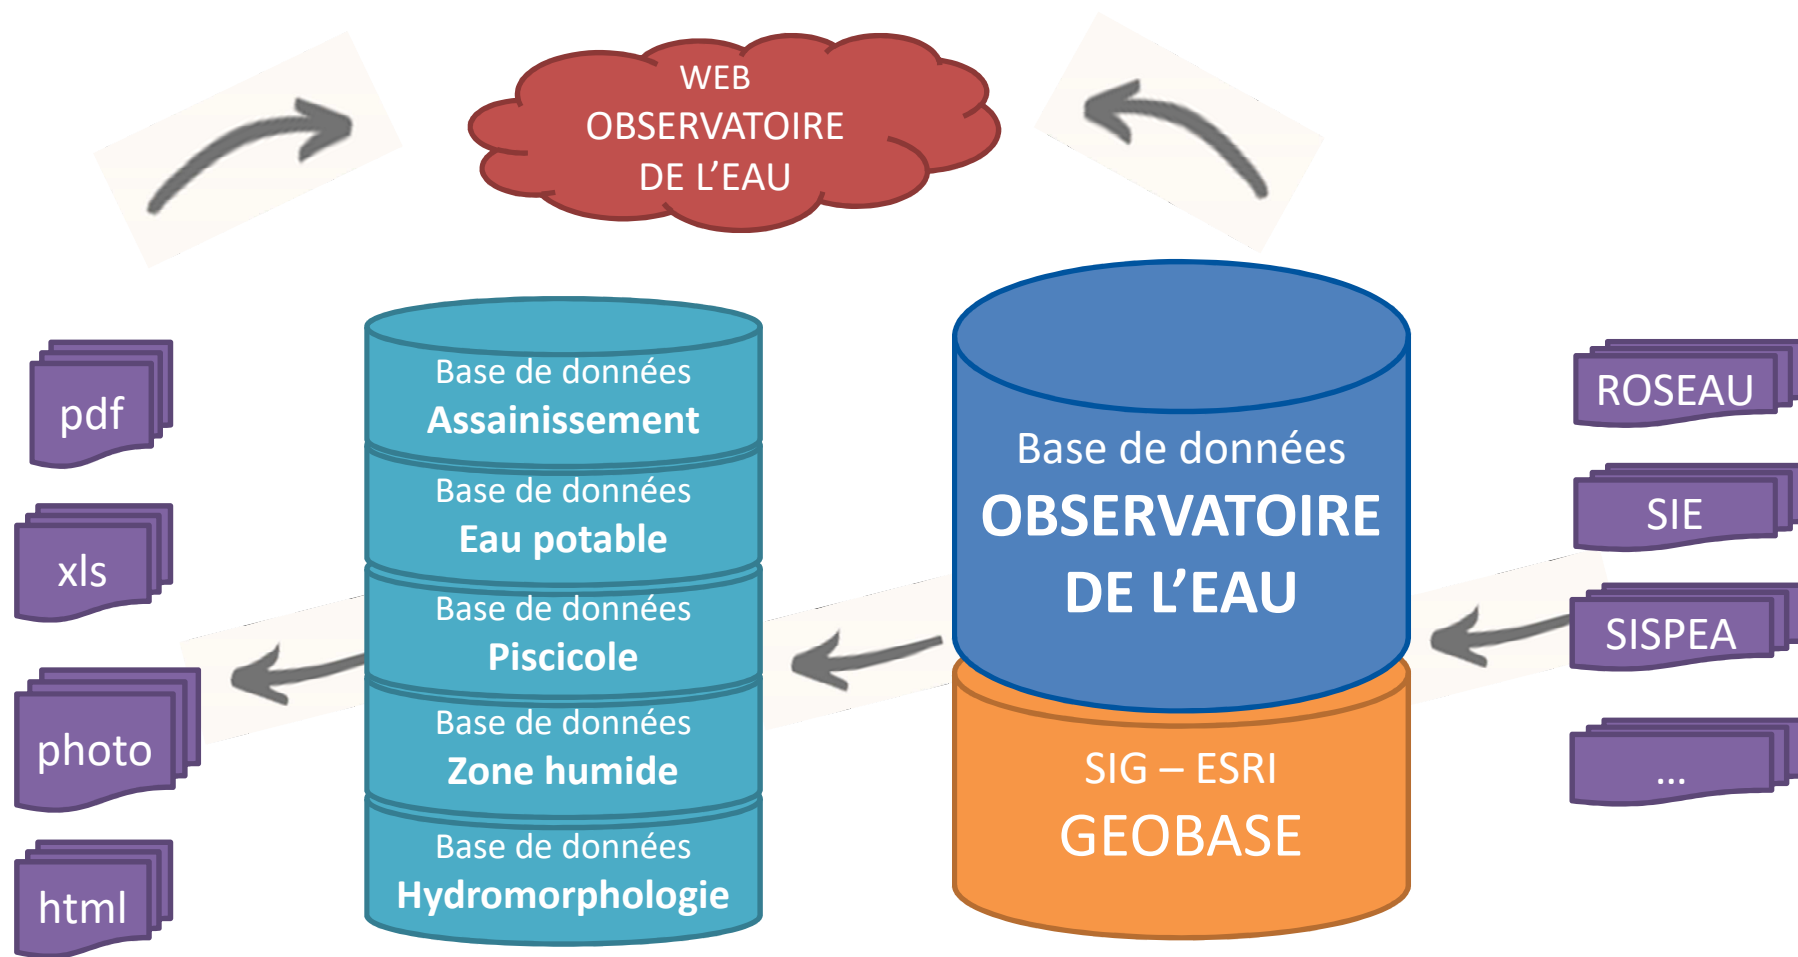 WEB
OBSERVATOIRE
DE L’EAU
pdf
xls
photo
html
Base de données
Assainissement
Base de données
Eau potable
Base de données
Piscicole
Base de données
Zone humide
Base de données
Hydromorphologie
Base de données
OBSERVATOIRE
DE L’EAU
SIG – ESRI
GEOBASE
ROSEAU
SIE
SISPEA
...